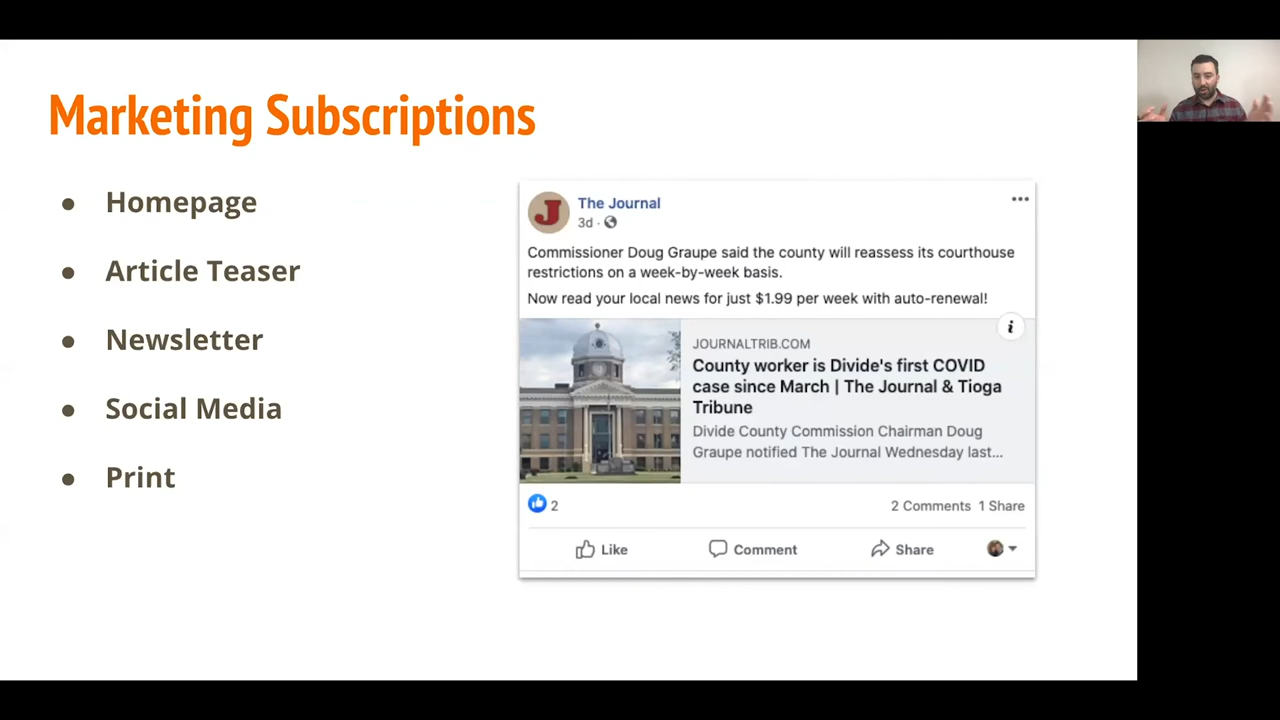 Marketing Subscriptions
● Homepage
● Article Teaser
● Newsletter
● Social Media
● Print
J
The Journal
3d ·
Commissioner Doug Graupe said the county will reassess its courthouse
restrictions on a week-by-week basis.
Now read your local news for just $1.99 per week with auto-renewal!
i
JOURNALTRIB.COM
County worker is Divide's first COVID
case since March | The Journal & Tioga
Tribune
Divide County Commission Chairman Doug
Graupe notified The Journal Wednesday last...
2
2 Comments 1 Share
Like
Comment
Share